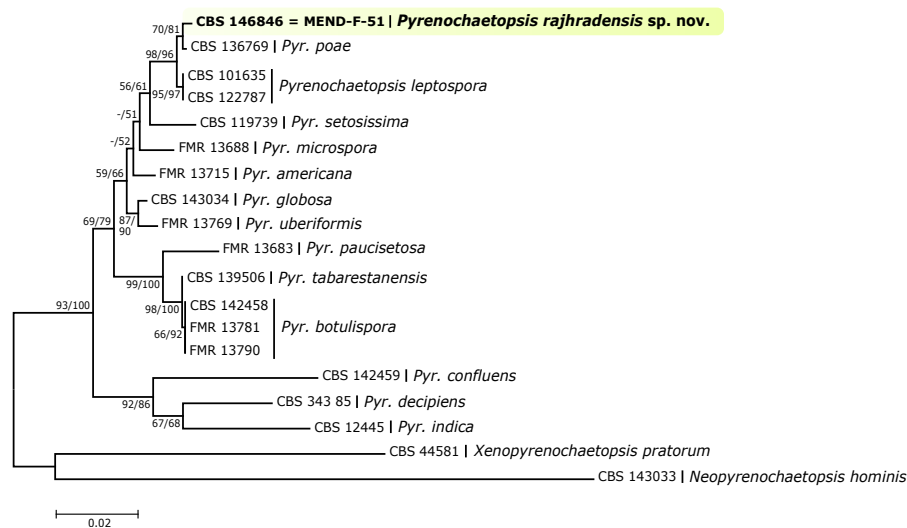 CBS 146846 = MEND-F-51 | Pyrenochaetopsis rajhradensis sp. nov.
70/81
CBS 136769 | Pyr. poae
98/96
CBS 101635
Pyrenochaetopsis leptospora
56/61
95/97
CBS 122787
-/51
CBS 119739 | Pyr. setosissima
-/52
FMR 13688 | Pyr. microspora
59/66
FMR 13715 | Pyr. americana
CBS 143034 | Pyr. globosa
69/79
87/
90
FMR 13769 | Pyr. uberiformis
FMR 13683 | Pyr. paucisetosa
99/100
CBS 139506 | Pyr. tabarestanensis
93/100
98/100
CBS 142458
FMR 13781
Pyr. botulispora
66/92
FMR 13790
CBS 142459 | Pyr. confluens
92/86
CBS 343 85 | Pyr. decipiens
67/68
CBS 12445 | Pyr. indica
CBS 44581 | Xenopyrenochaetopsis pratorum
CBS 143033 | Neopyrenochaetopsis hominis
0.02